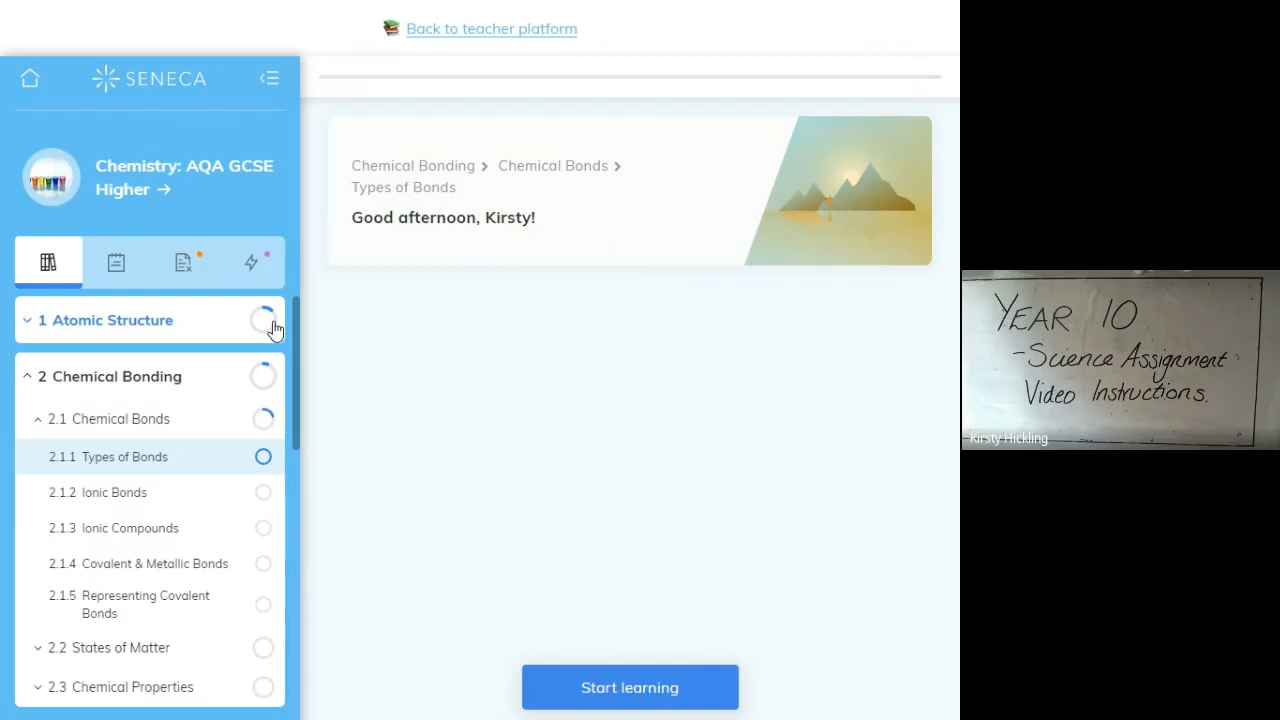 Back to teacher platform
SENECA
Chemistry: AQA GCSE
Higher →
1 Atomic Structure
2 Chemical Bonding
2.1 Chemical Bonds
2.1.1 Types of Bonds
2.1.2 Ionic Bonds
2.1.3 Ionic Compounds
2.1.4 Covalent & Metallic Bonds
2.1.5 Representing Covalent
Bonds
2.2 States of Matter
2.3 Chemical Properties
Chemical Bonding > Chemical Bonds >
Types of Bonds
Good afternoon, Kirsty!
Start learning
YEAR 10
- Science Assignment
Video Instructions.
Kirsty Hickling